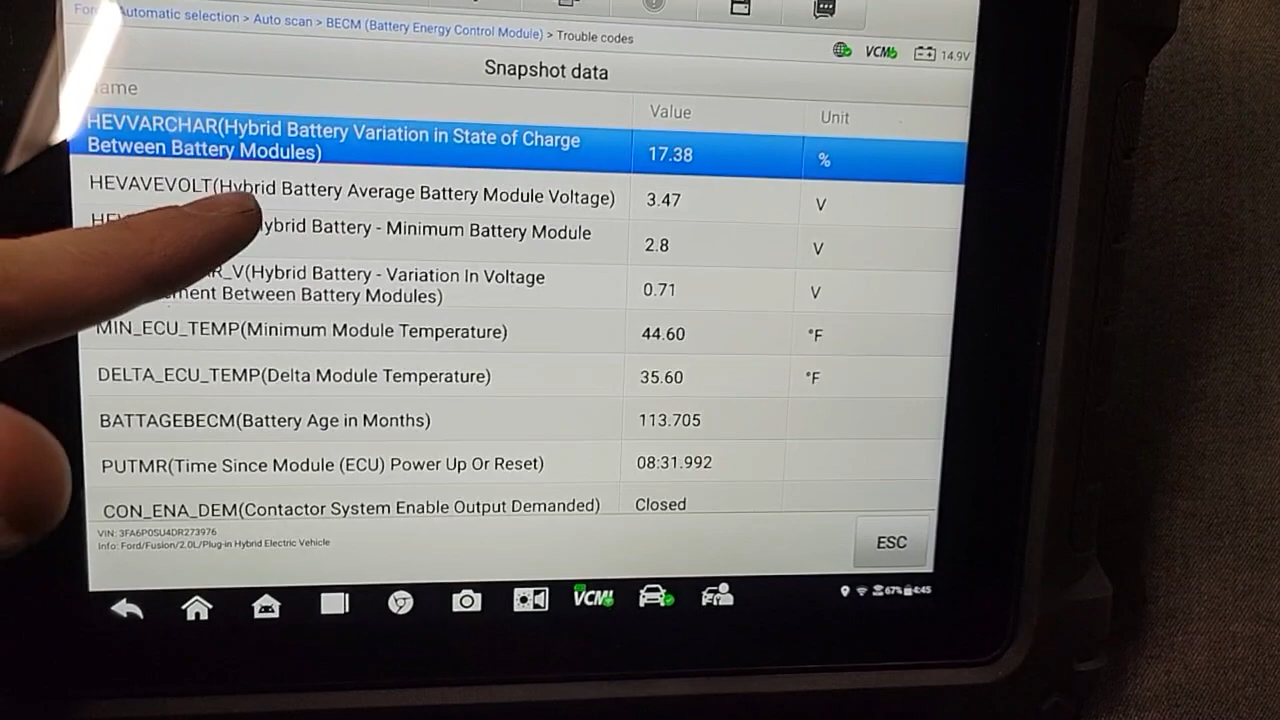 Automatic selection > Auto scan > BECM (Battery Energy Control Module) > Trouble codes
VCMI 14.9V
Snapshot data
Value Unit
HEVVARCHAR(Hybrid Battery Variation in State of Charge
Between Battery Modules) 17.38 %
HEVAVEVOLT(Hybrid Battery Average Battery Module Voltage) 3.47 V
Battery - Minimum Battery Module 2.8 V
(Hybrid Battery - Variation In Voltage
Between Battery Modules) 0.71 V
MIN_ECU_TEMP(Minimum Module Temperature) 44.60 °F
DELTA_ECU_TEMP(Delta Module Temperature) 35.60 °F
BATTAGEBECM(Battery Age in Months) 113.705
PUTMR(Time Since Module (ECU) Power Up Or Reset) 08:31.992
CON_ENA_DEM(Contactor System Enable Output Demanded) Closed
VIN: 3FA6P0SU4DR273976
Info: Ford/Fusion/2.0L/Plug-in Hybrid Electric Vehicle
ESC
VCMI
67% 4:45